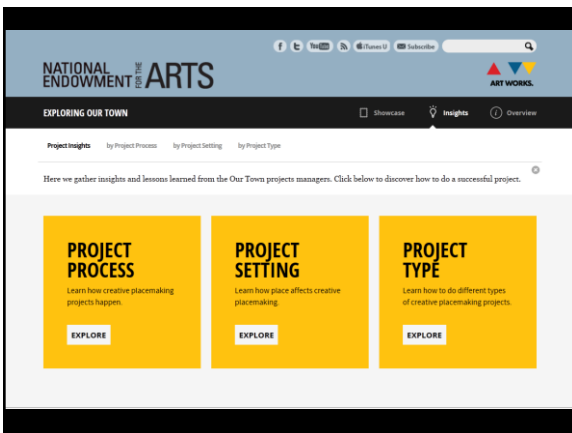 f t YouTube iTunes U Subscribe
NATIONAL ENDOWMENT FOR THE ARTS
ART WORKS.
EXPLORING OUR TOWN Showcase Insights i Overview
Project Insights by Project Process by Project Setting by Project Type
Here we gather insights and lessons learned from the Our Town projects managers. Click below to discover how to do a successful project.
PROJECT
PROCESS
Learn how creative placemaking
projects happen.
EXPLORE
PROJECT
SETTING
Learn how place affects creative
placemaking.
EXPLORE
PROJECT
TYPE
Learn how to do different types
of creative placemaking projects.
EXPLORE